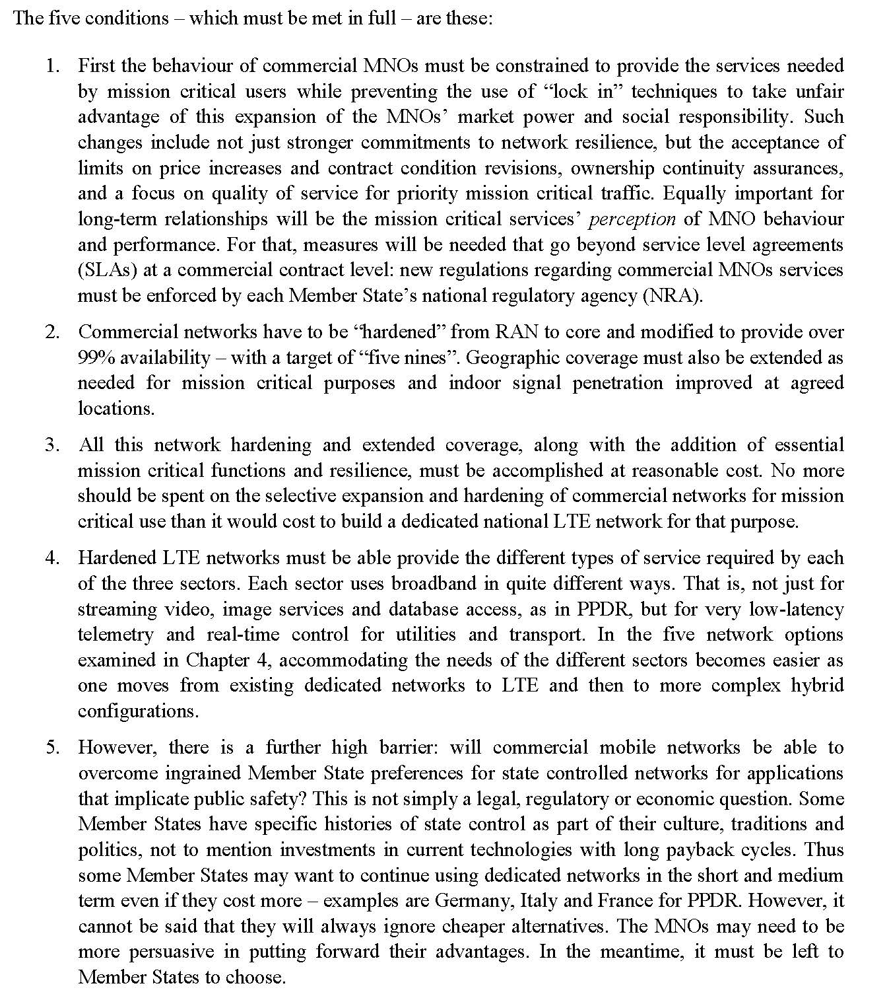 The five conditions – which must be met in full – are these:
1. First the behaviour of commercial MNOs must be constrained to provide the services needed
by mission critical users while preventing the use of “lock in” techniques to take unfair
advantage of this expansion of the MNOs’ market power and social responsibility. Such
changes include not just stronger commitments to network resilience, but the acceptance of
limits on price increases and contract condition revisions, ownership continuity assurances,
and a focus on quality of service for priority mission critical traffic. Equally important for
long-term relationships will be the mission critical services’ perception of MNO behaviour
and performance. For that, measures will be needed that go beyond service level agreements
(SLAs) at a commercial contract level: new regulations regarding commercial MNOs services
must be enforced by each Member State’s national regulatory agency (NRA).
2. Commercial networks have to be “hardened” from RAN to core and modified to provide over
99% availability – with a target of “five nines”. Geographic coverage must also be extended as
needed for mission critical purposes and indoor signal penetration improved at agreed
locations.
3. All this network hardening and extended coverage, along with the addition of essential
mission critical functions and resilience, must be accomplished at reasonable cost. No more
should be spent on the selective expansion and hardening of commercial networks for mission
critical use than it would cost to build a dedicated national LTE network for that purpose.
4. Hardened LTE networks must be able provide the different types of service required by each
of the three sectors. Each sector uses broadband in quite different ways. That is, not just for
streaming video, image services and database access, as in PPDR, but for very low-latency
telemetry and real-time control for utilities and transport. In the five network options
examined in Chapter 4, accommodating the needs of the different sectors becomes easier as
one moves from existing dedicated networks to LTE and then to more complex hybrid
configurations.
5. However, there is a further high barrier: will commercial mobile networks be able to
overcome ingrained Member State preferences for state controlled networks for applications
that implicate public safety? This is not simply a legal, regulatory or economic question. Some
Member States have specific histories of state control as part of their culture, traditions and
politics, not to mention investments in current technologies with long payback cycles. Thus
some Member States may want to continue using dedicated networks in the short and medium
term even if they cost more – examples are Germany, Italy and France for PPDR. However, it
cannot be said that they will always ignore cheaper alternatives. The MNOs may need to be
more persuasive in putting forward their advantages. In the meantime, it must be left to
Member States to choose.